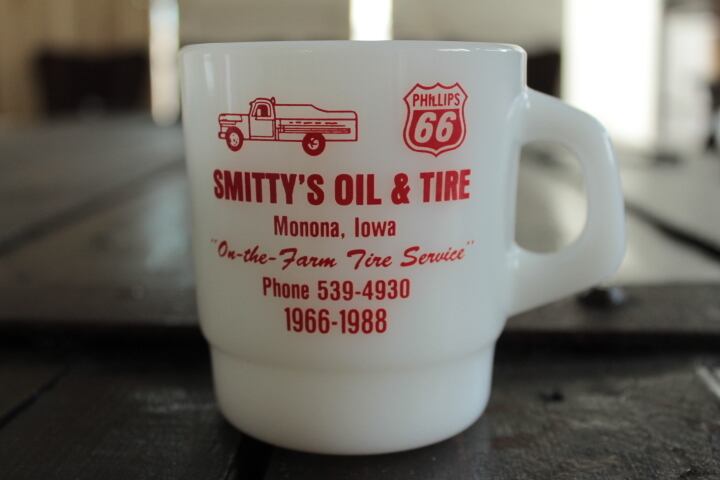 PHILLIPS
66
SMITTY'S OIL & TIRE
Monona, Iowa
"On-the-Farm Tire Service"
Phone 539-4930
1966-1988